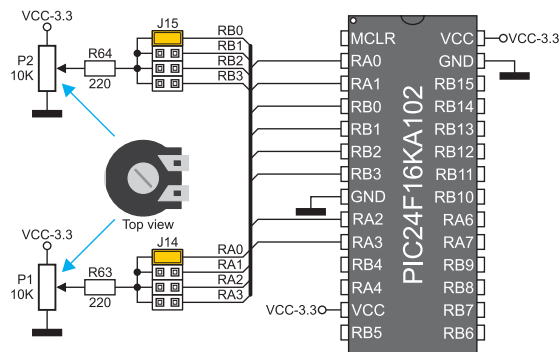 VCC-3.3
P2
10K
R64
220
J15
RB0
RB1
RB2
RB3
Top view
VCC-3.3
P1
10K
R63
220
J14
RA0
RA1
RA2
RA3
PIC24F16KA102
MCLR
RA0
RA1
RB0
RB1
RB2
RB3
GND
RA2
RA3
RB4
RA4
VCC-3.3
VCC
RB5
VCC
VCC-3.3
GND
RB15
RB14
RB13
RB12
RB11
RB10
RA6
RA7
RB9
RB8
RB7
RB6